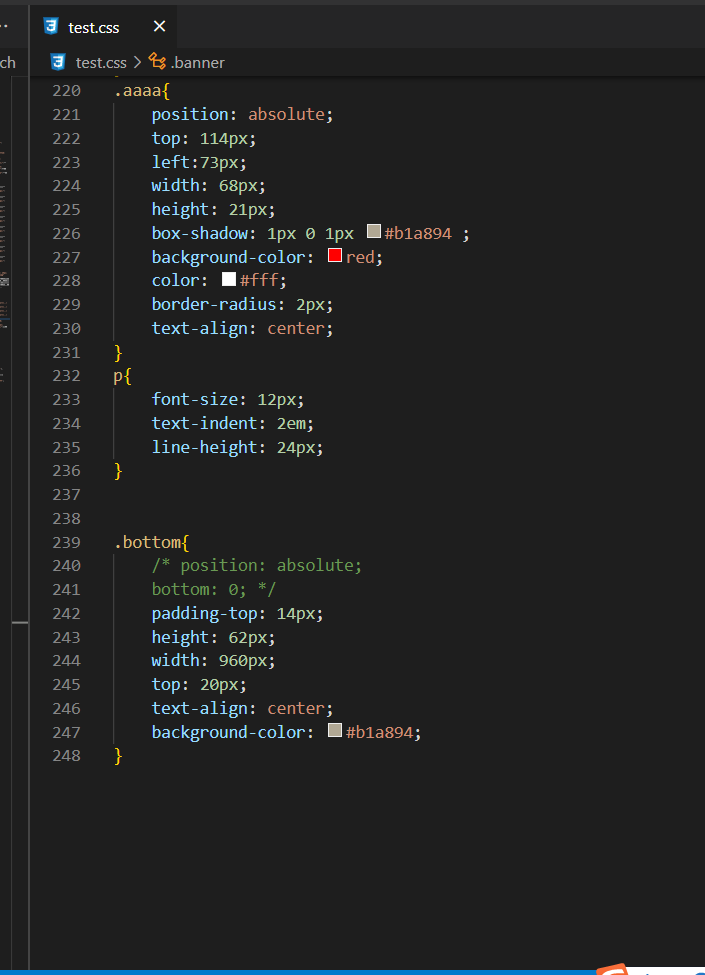 test.css
ch test.css > .banner
220 .aaaa{
221 position: absolute;
222 top: 114px;
223 left:73px;
224 width: 68px;
225 height: 21px;
226 box-shadow: 1px 0 1px #b1a894 ;
227 background-color: red;
228 color: #fff;
229 border-radius: 2px;
230 text-align: center;
231 }
232 p{
233 font-size: 12px;
234 text-indent: 2em;
235 line-height: 24px;
236 }
237
238
239 .bottom{
240 /* position: absolute;
241 bottom: 0; */
242 padding-top: 14px;
243 height: 62px;
244 width: 960px;
245 top: 20px;
246 text-align: center;
247 background-color: #b1a894;
248 }